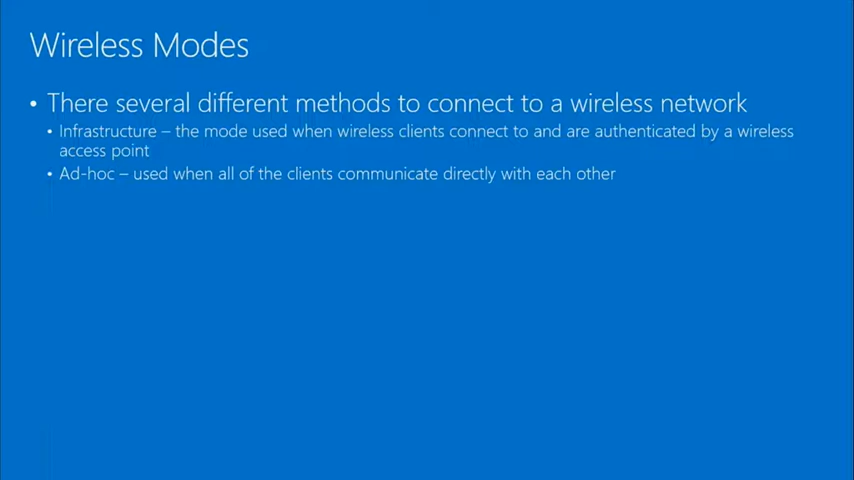 Wireless Modes
• There several different methods to connect to a wireless network
• Infrastructure – the mode used when wireless clients connect to and are authenticated by a wireless
access point
• Ad-hoc – used when all of the clients communicate directly with each other